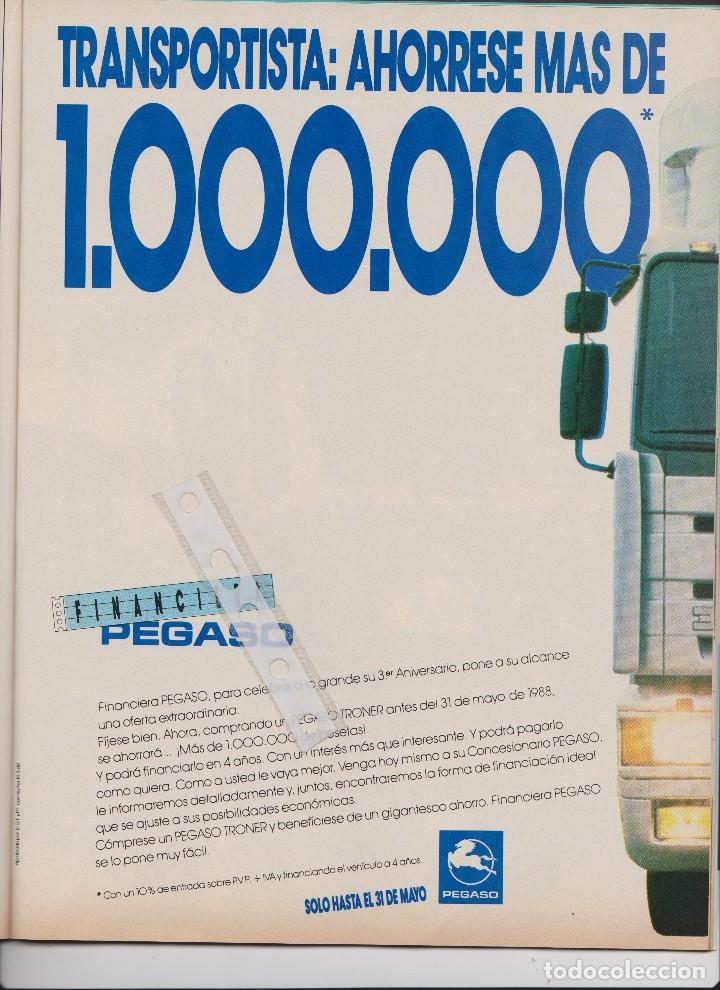 TRANSPORTISTA: AHORRESE MAS DE
1.000.000*
FINANCI
PEGASO
Financiera PEGASO, para celebrar a lo grande su 3.er Aniversario, pone a su alcance
una oferta extraordinaria.
Fíjese bien. Ahora, comprando un PEGASO TRONER antes del 31 de mayo de 1988,
se ahorrará... ¡Más de 1.000.000 de pesetas!
Y podrá financiarlo en 4 años. Con un interés más que interesante. Y podrá pagarlo
como quiera. Como a usted le vaya mejor. Venga hoy mismo a su Concesionario PEGASO,
le informaremos detalladamente y, juntos, encontraremos la forma de financiación ideal
que se ajuste a sus posibilidades económicas.
Cómprese un PEGASO TRONER y benefíciese de un gigantesco ahorro. Financiera PEGASO
se lo pone muy fácil.
* Con un 10% de entrada sobre P.V.P. + IVA y financiando el vehículo a 4 años.
SOLO HASTA EL 31 DE MAYO
PEGASO
todocoleccion